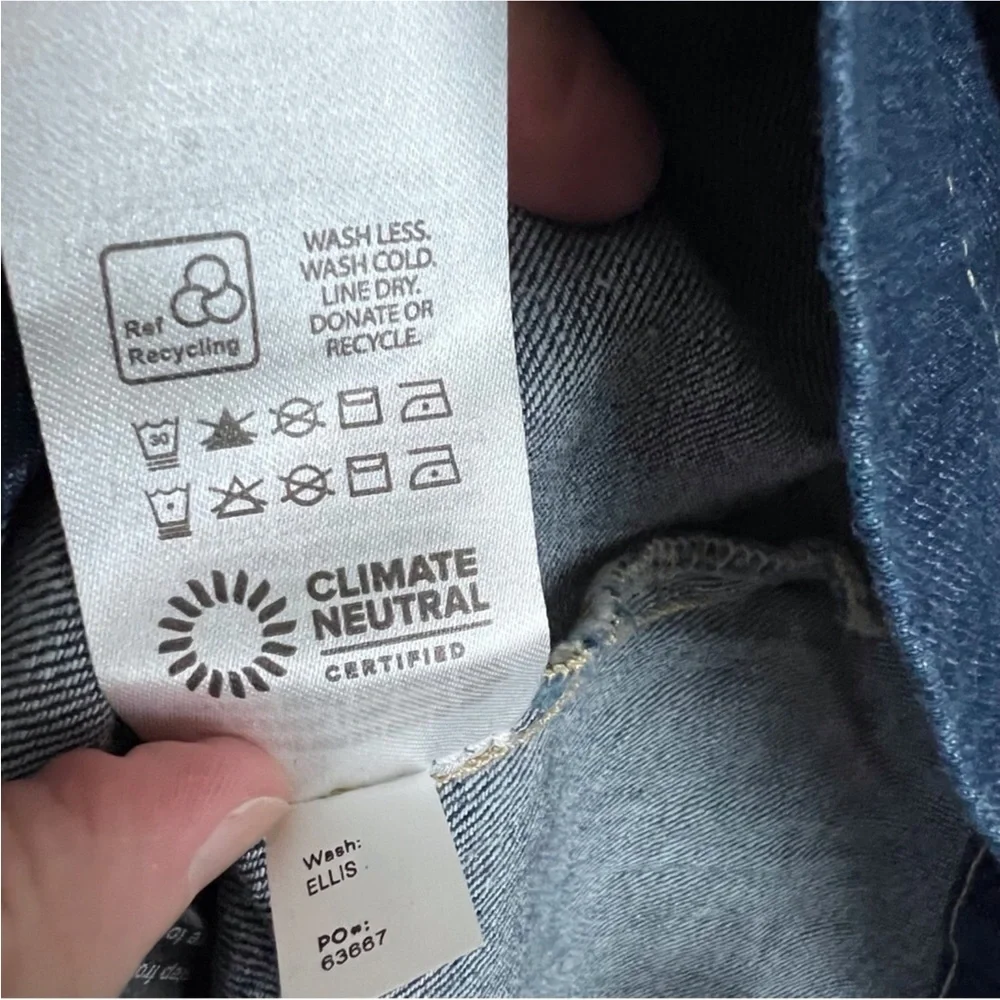 Ref
Recycling
WASH LESS.
WASH COLD.
LINE DRY.
DONATE OR
RECYCLE.
30
CLIMATE
NEUTRAL
CERTIFIED
Wash:
ELLIS
PO#:
63667